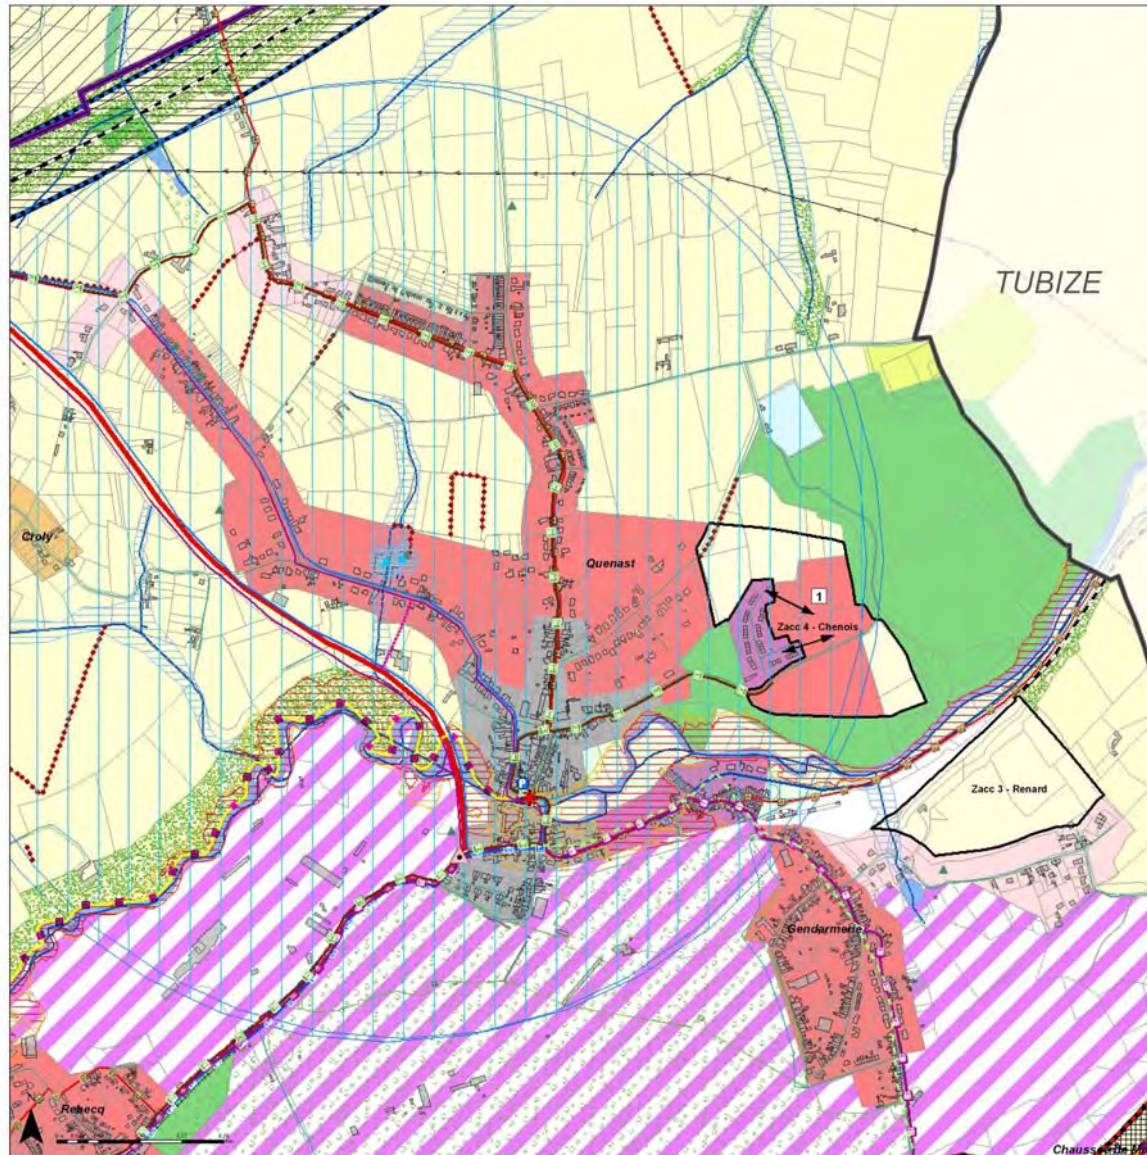 TUBIZE
Croly
Quenast
1
Zacc 4 - Chenois
Zacc 3 - Renard
P
Gendarmerie
Rebecq